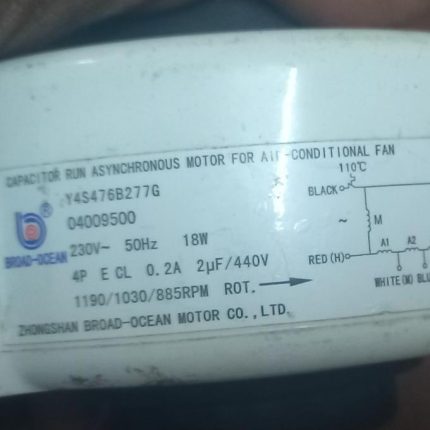 CAPACITOR RUN ASYNCHRONOUS MOTOR FOR AIR-CONDITIONAL FAN
Y4S476B277G
04009500
BROAD-OCEAN
230V~ 50Hz 18W
4P E CL 0.2A 2μF/440V
1190/1030/885RPM ROT.
ZHONGSHAN BROAD-OCEAN MOTOR CO.,LTD.
110℃
BLACK
~ M
RED (H)
A1 A2
WHITE(M)